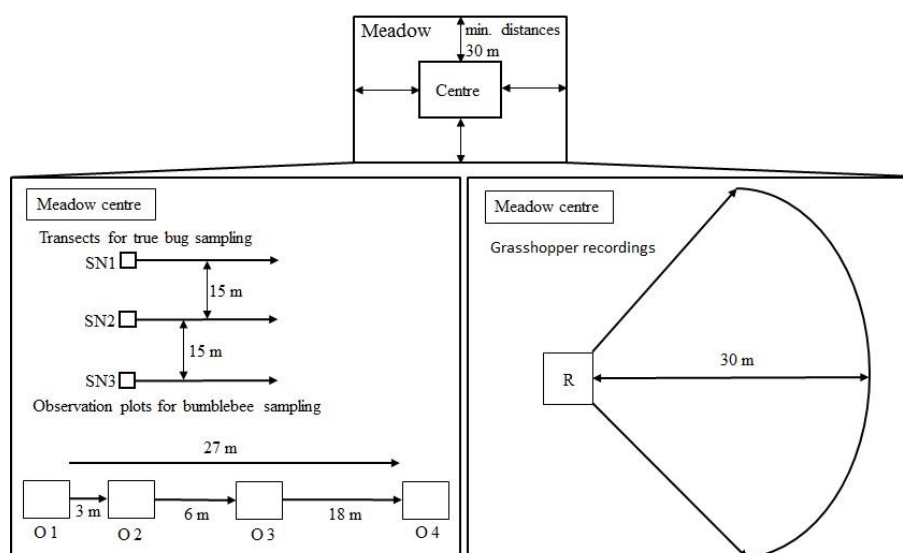 Meadow
min. distances
30 m
Centre
Meadow centre
Transects for true bug sampling
SN1
15 m
SN2
15 m
SN3
Observation plots for bumblebee sampling
27 m
3 m
6 m
18 m
O 1
O 2
O 3
O 4
Meadow centre
Grasshopper recordings
R
30 m